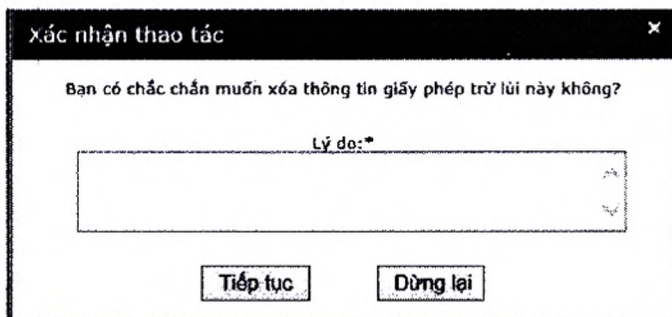 Xác nhận thao tác
Bạn có chắc chắn muốn xóa thông tin giấy phép trừ lùi này không?
Lý do:*
Tiếp tục
Dừng lại